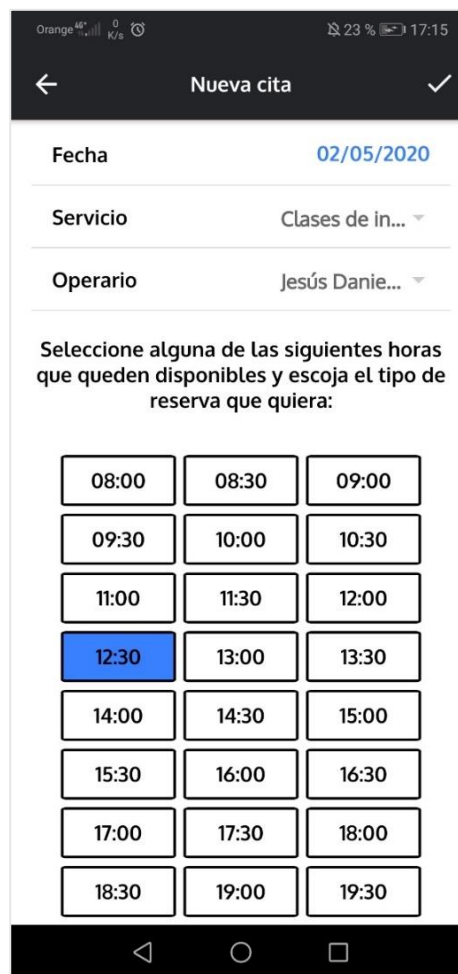 Orange 46+ 0 K/s 23 % 17:15
Nueva cita
Fecha 02/05/2020
Servicio Clases de in...
Operario Jesús Danie...
Seleccione alguna de las siguientes horas
que queden disponibles y escoja el tipo de
reserva que quiera:
08:00 08:30 09:00
09:30 10:00 10:30
11:00 11:30 12:00
12:30 13:00 13:30
14:00 14:30 15:00
15:30 16:00 16:30
17:00 17:30 18:00
18:30 19:00 19:30